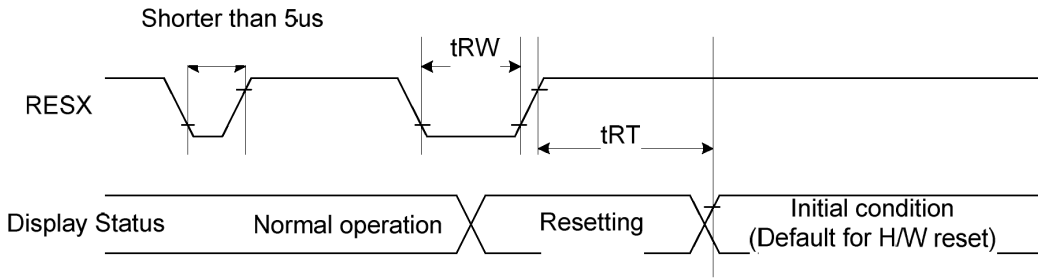 Shorter than 5us
tRW
RESX
tRT
Display Status
Normal operation
Resetting
Initial condition
(Default for H/W reset)